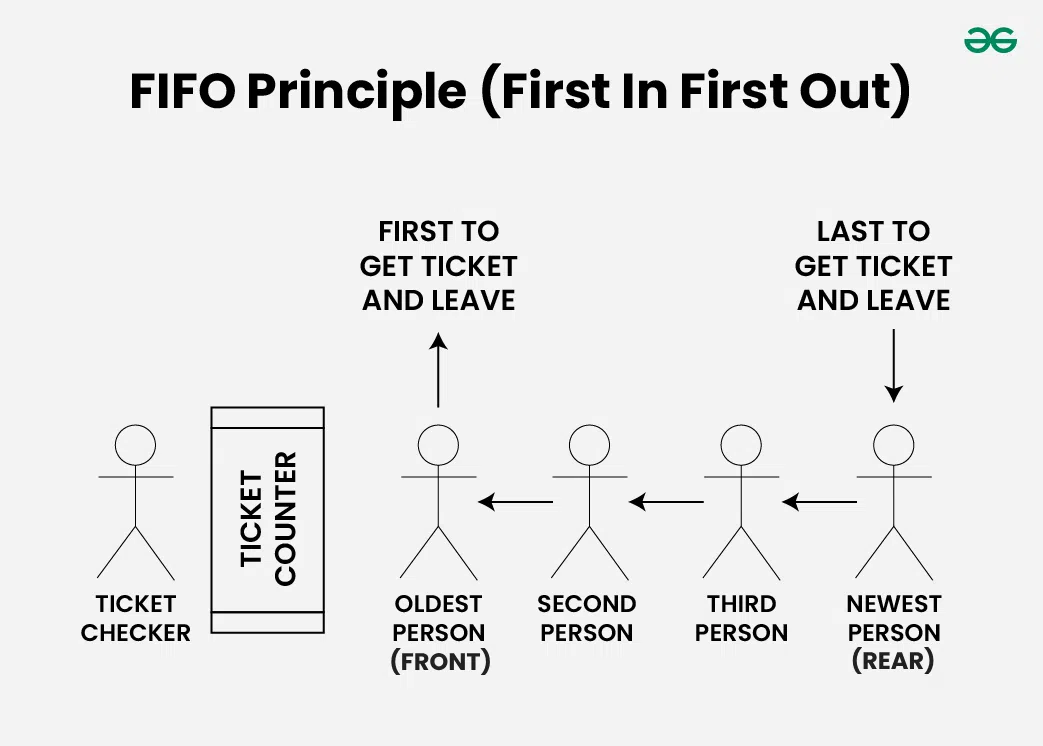 FIFO Principle (First In First Out)
FIRST TO
GET TICKET
AND LEAVE
LAST TO
GET TICKET
AND LEAVE
TICKET
COUNTER
TICKET
CHECKER
OLDEST
PERSON
(FRONT)
SECOND
PERSON
THIRD
PERSON
NEWEST
PERSON
(REAR)